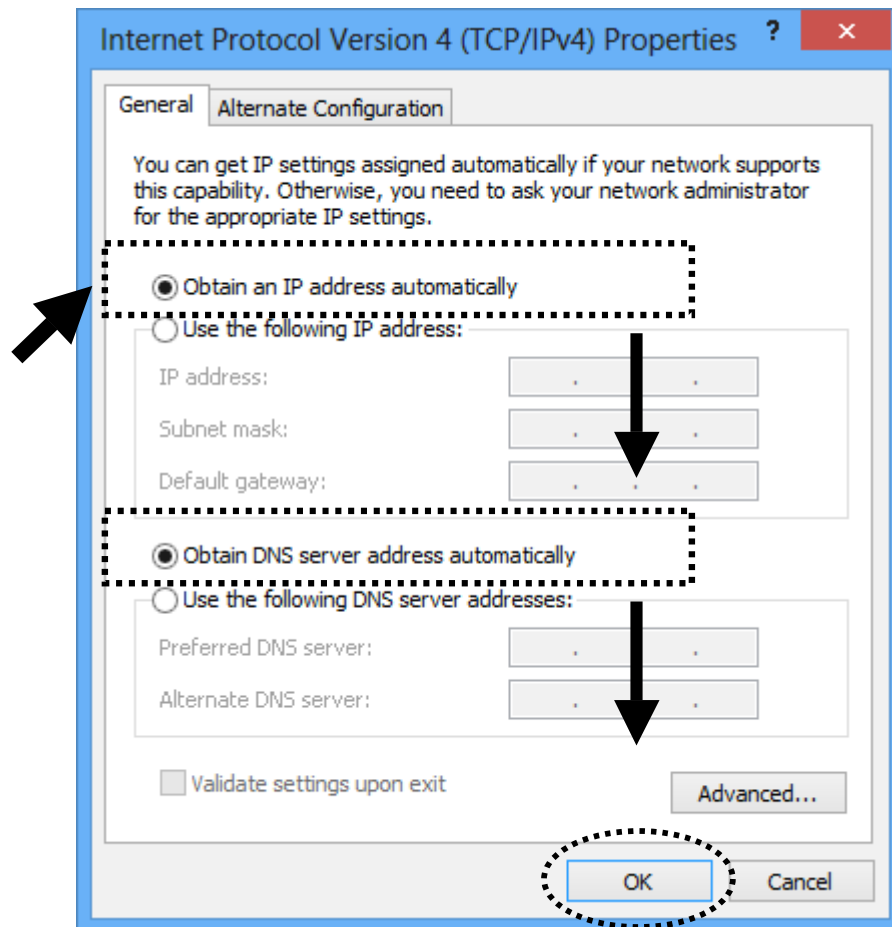 Internet Protocol Version 4 (TCP/IPv4) Properties ? ×
General Alternate Configuration
You can get IP settings assigned automatically if your network supports
this capability. Otherwise, you need to ask your network administrator
for the appropriate IP settings.
Obtain an IP address automatically
Use the following IP address:
IP address:
Subnet mask:
Default gateway:
Obtain DNS server address automatically
Use the following DNS server addresses:
Preferred DNS server:
Alternate DNS server:
Validate settings upon exit
Advanced...
OK Cancel